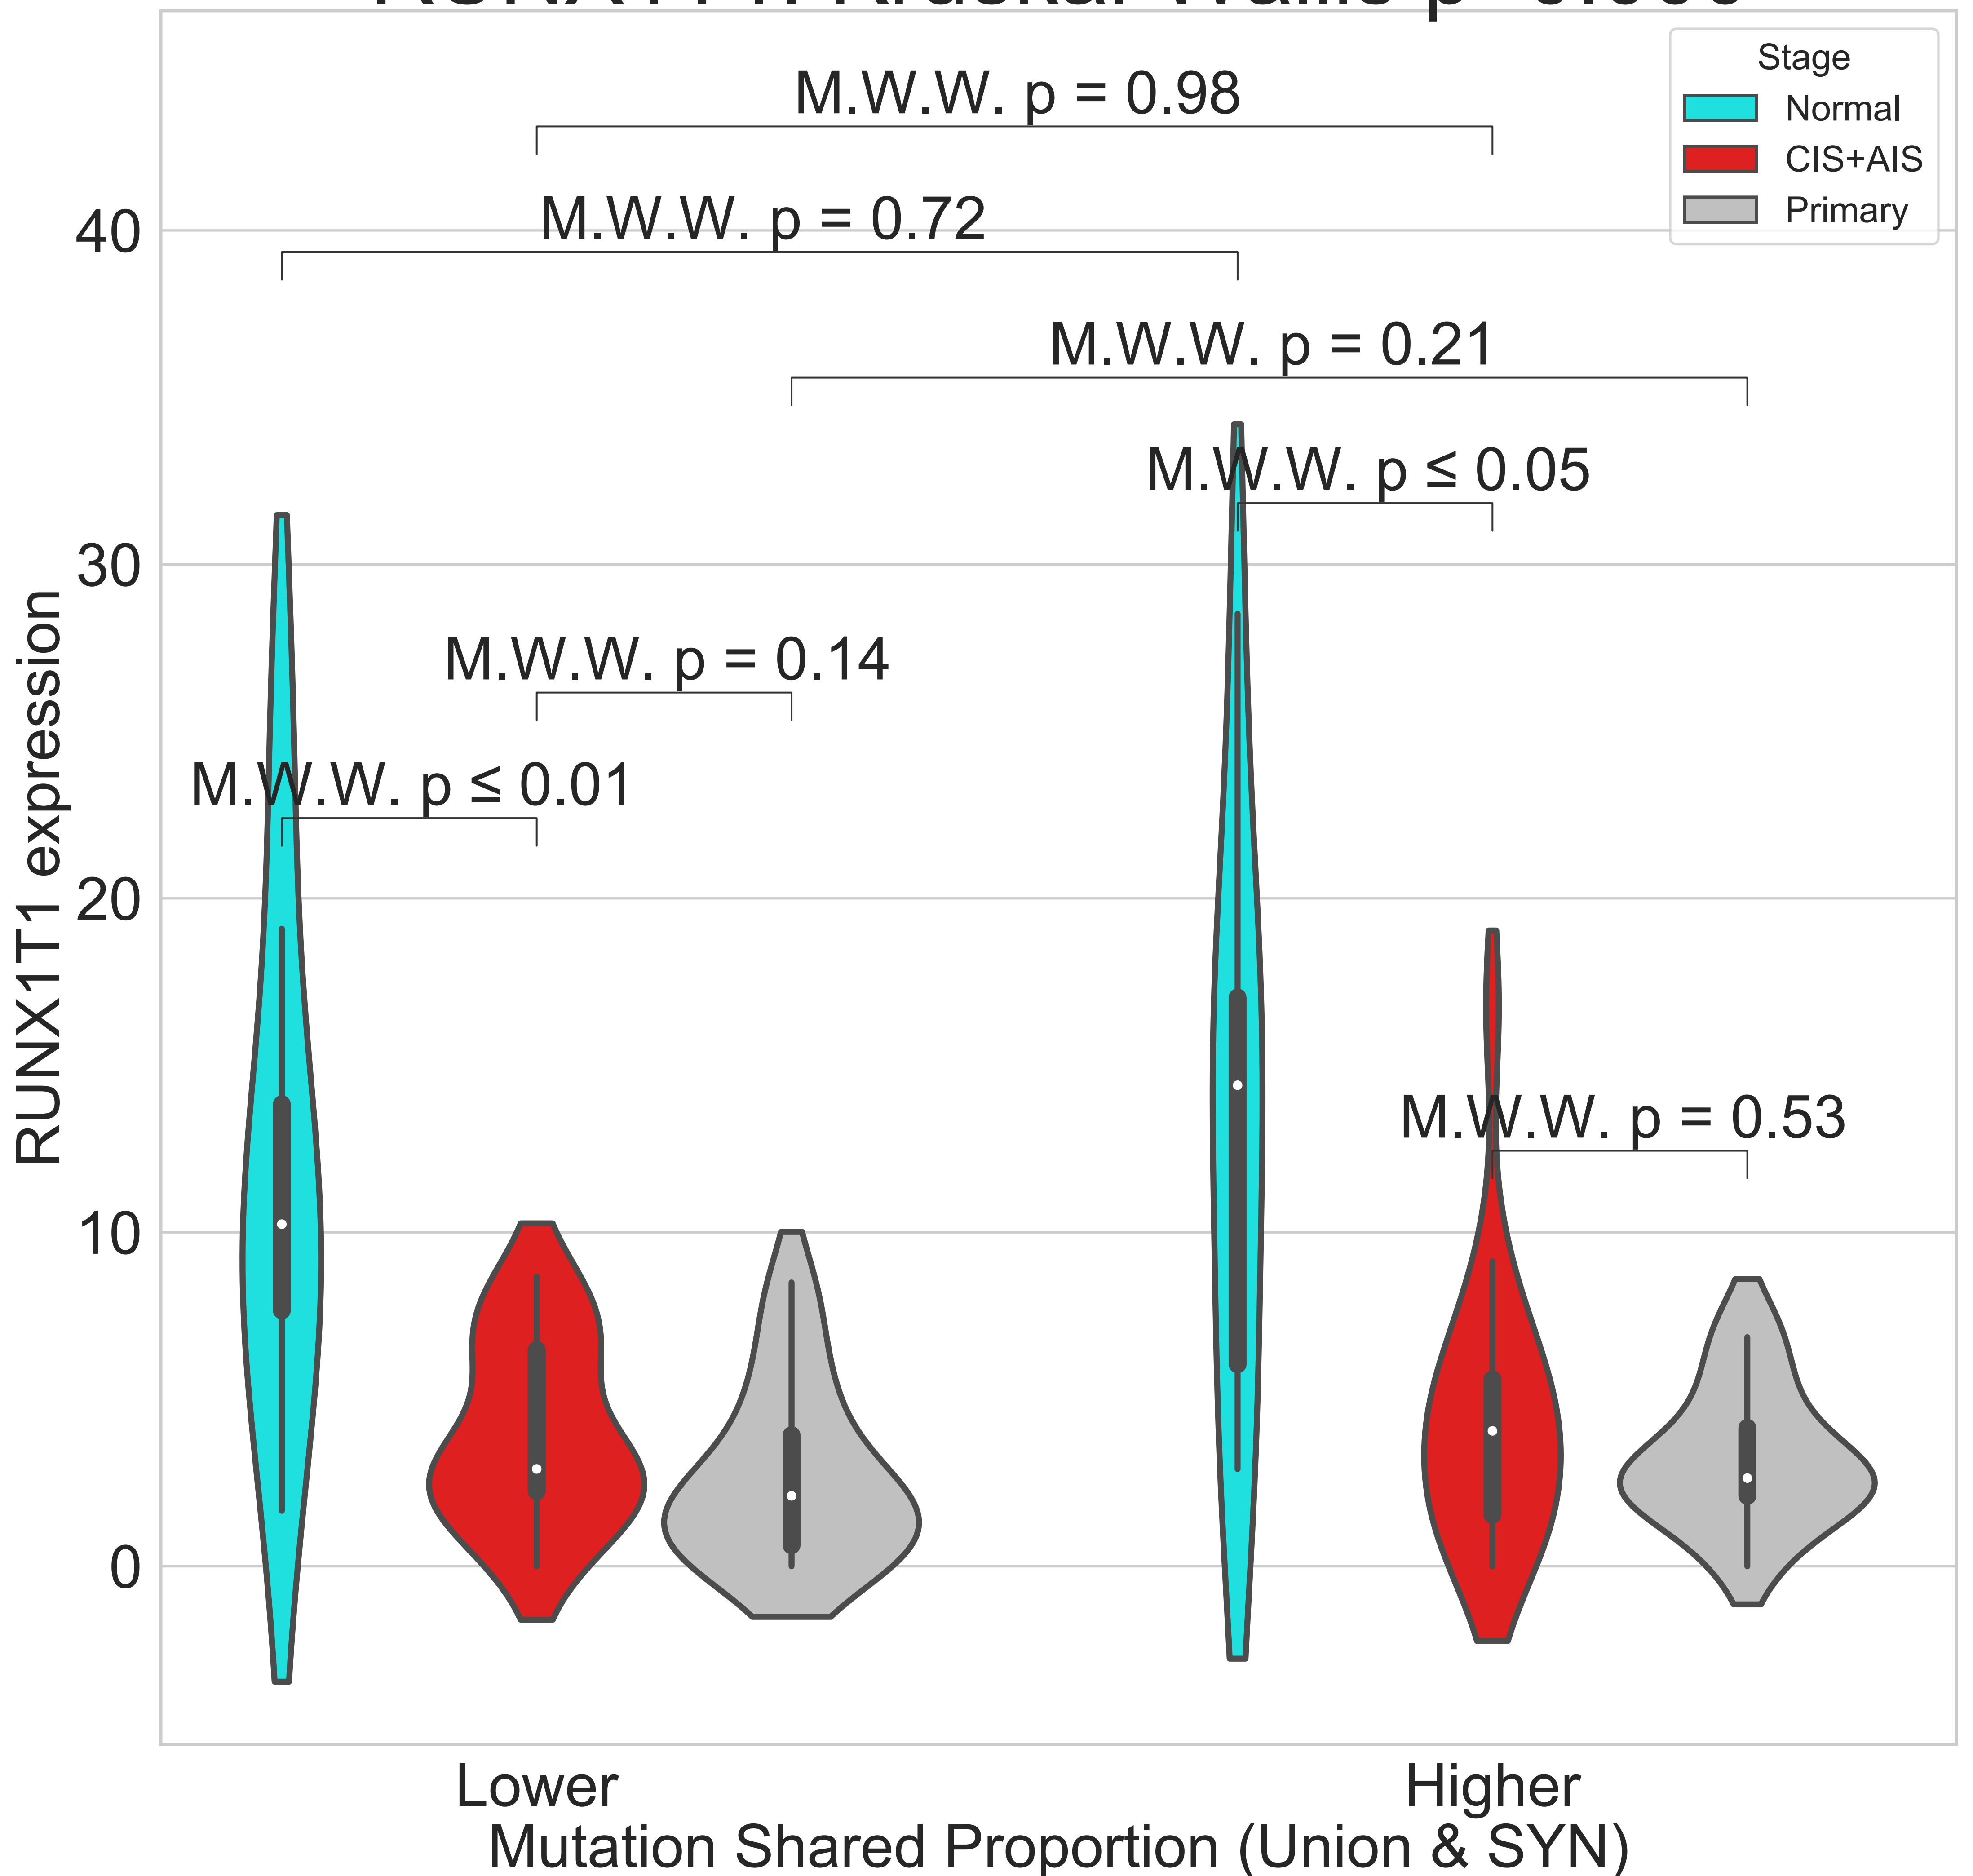 Stage
Normal
CIS+AIS
Primary
M.W.W. p = 0.98
M.W.W. p = 0.72
M.W.W. p = 0.21
M.W.W. p ≤ 0.05
M.W.W. p = 0.14
M.W.W. p ≤ 0.01
M.W.W. p = 0.53
40
30
20
10
0
RUNX1T1 expression
Lower
Higher
Mutation Shared Proportion (Union & SYN)